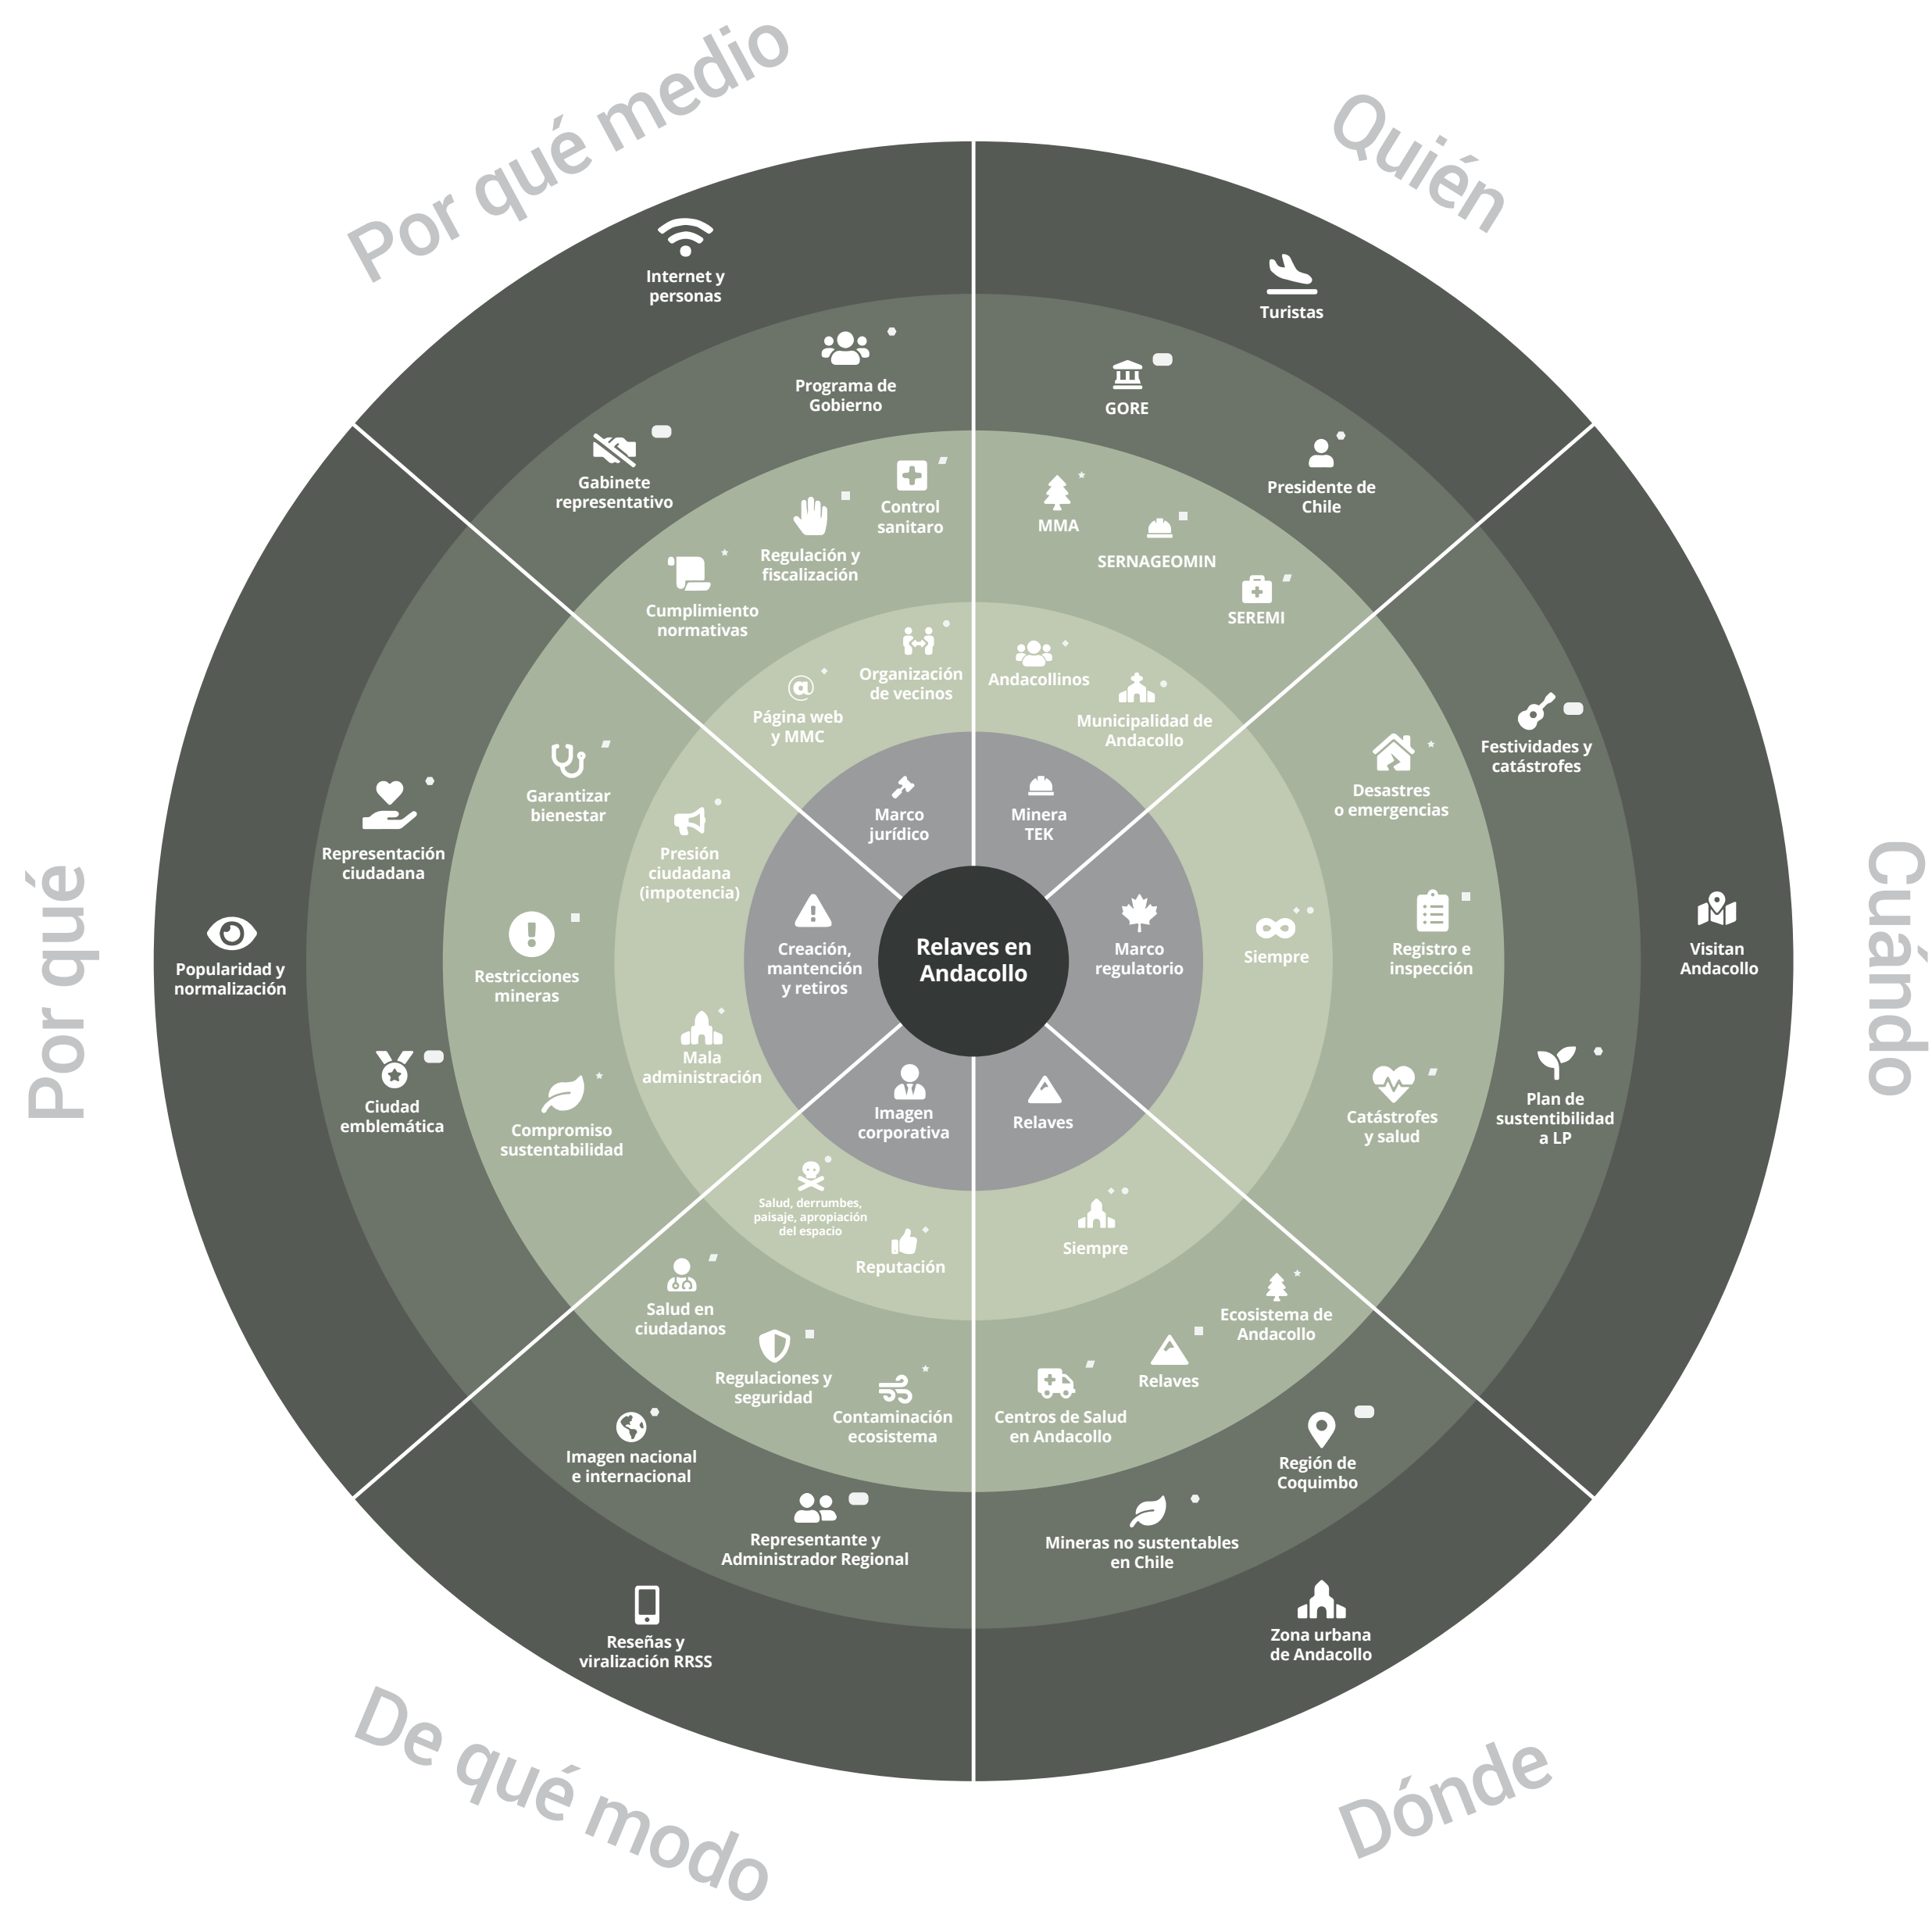 Por qué medio
Quién
Cuándo
Dónde
De qué modo
Por qué
Relaves en
Andacollo
Internet y
personas
Programa de
Gobierno
Gabinete
representativo
Control
sanitaro
Regulación y
fiscalización
Cumplimiento
normativas
Organización
de vecinos
Página web
y MMC
Marco
jurídico
Turistas
GORE
Presidente de
Chile
MMA
SERNAGEOMIN
SEREMI
Andacollinos
Municipalidad de
Andacollo
Minera
TEK
Marco
regulatorio
Siempre
Desastres
o emergencias
Registro e
inspección
Catástrofes
y salud
Festividades y
catástrofes
Plan de
sustentibilidad
a LP
Visitan
Andacollo
Relaves
Siempre
Ecosistema de
Andacollo
Relaves
Centros de Salud
en Andacollo
Región de
Coquimbo
Mineras no sustentables
en Chile
Zona urbana
de Andacollo
Imagen
corporativa
Salud, derrumbes,
paisaje, apropiación
del espacio
Reputación
Salud en
ciudadanos
Regulaciones y
seguridad
Contaminación
ecosistema
Imagen nacional
e internacional
Representante y
Administrador Regional
Reseñas y
viralización RRSS
Creación,
mantención
y retiros
Presión
ciudadana
(impotencia)
Mala
administración
Garantizar
bienestar
Restricciones
mineras
Compromiso
sustentabilidad
Representación
ciudadana
Ciudad
emblemática
Popularidad y
normalización